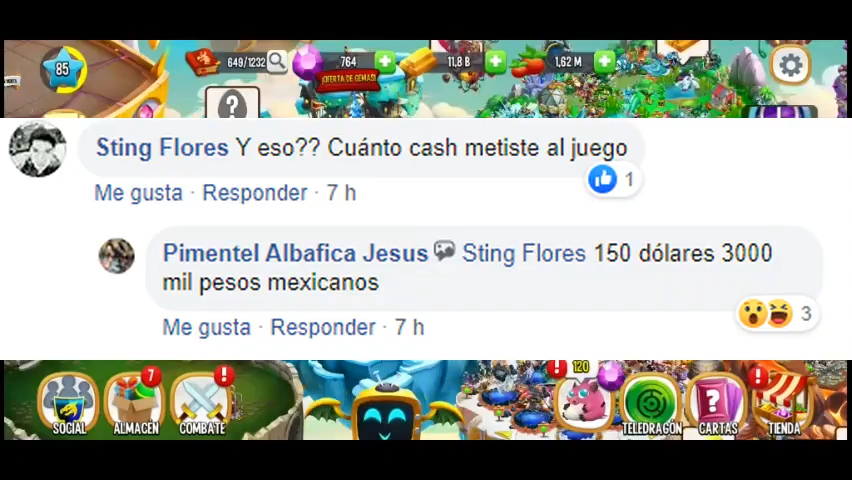 85
649/1232
764
11,8 B
1,62 M
¡OFERTA DE GEMAS!
?
Sting Flores Y eso?? Cuánto cash metiste al juego
1
Me gusta · Responder · 7 h
Pimentel Albafica Jesus Sting Flores 150 dólares 3000
mil pesos mexicanos
3
Me gusta · Responder · 7 h
7
!
!
120
?
!
SOCIAL
ALMACÉN
COMBATE
TELEDRAGÓN
CARTAS
TIENDA